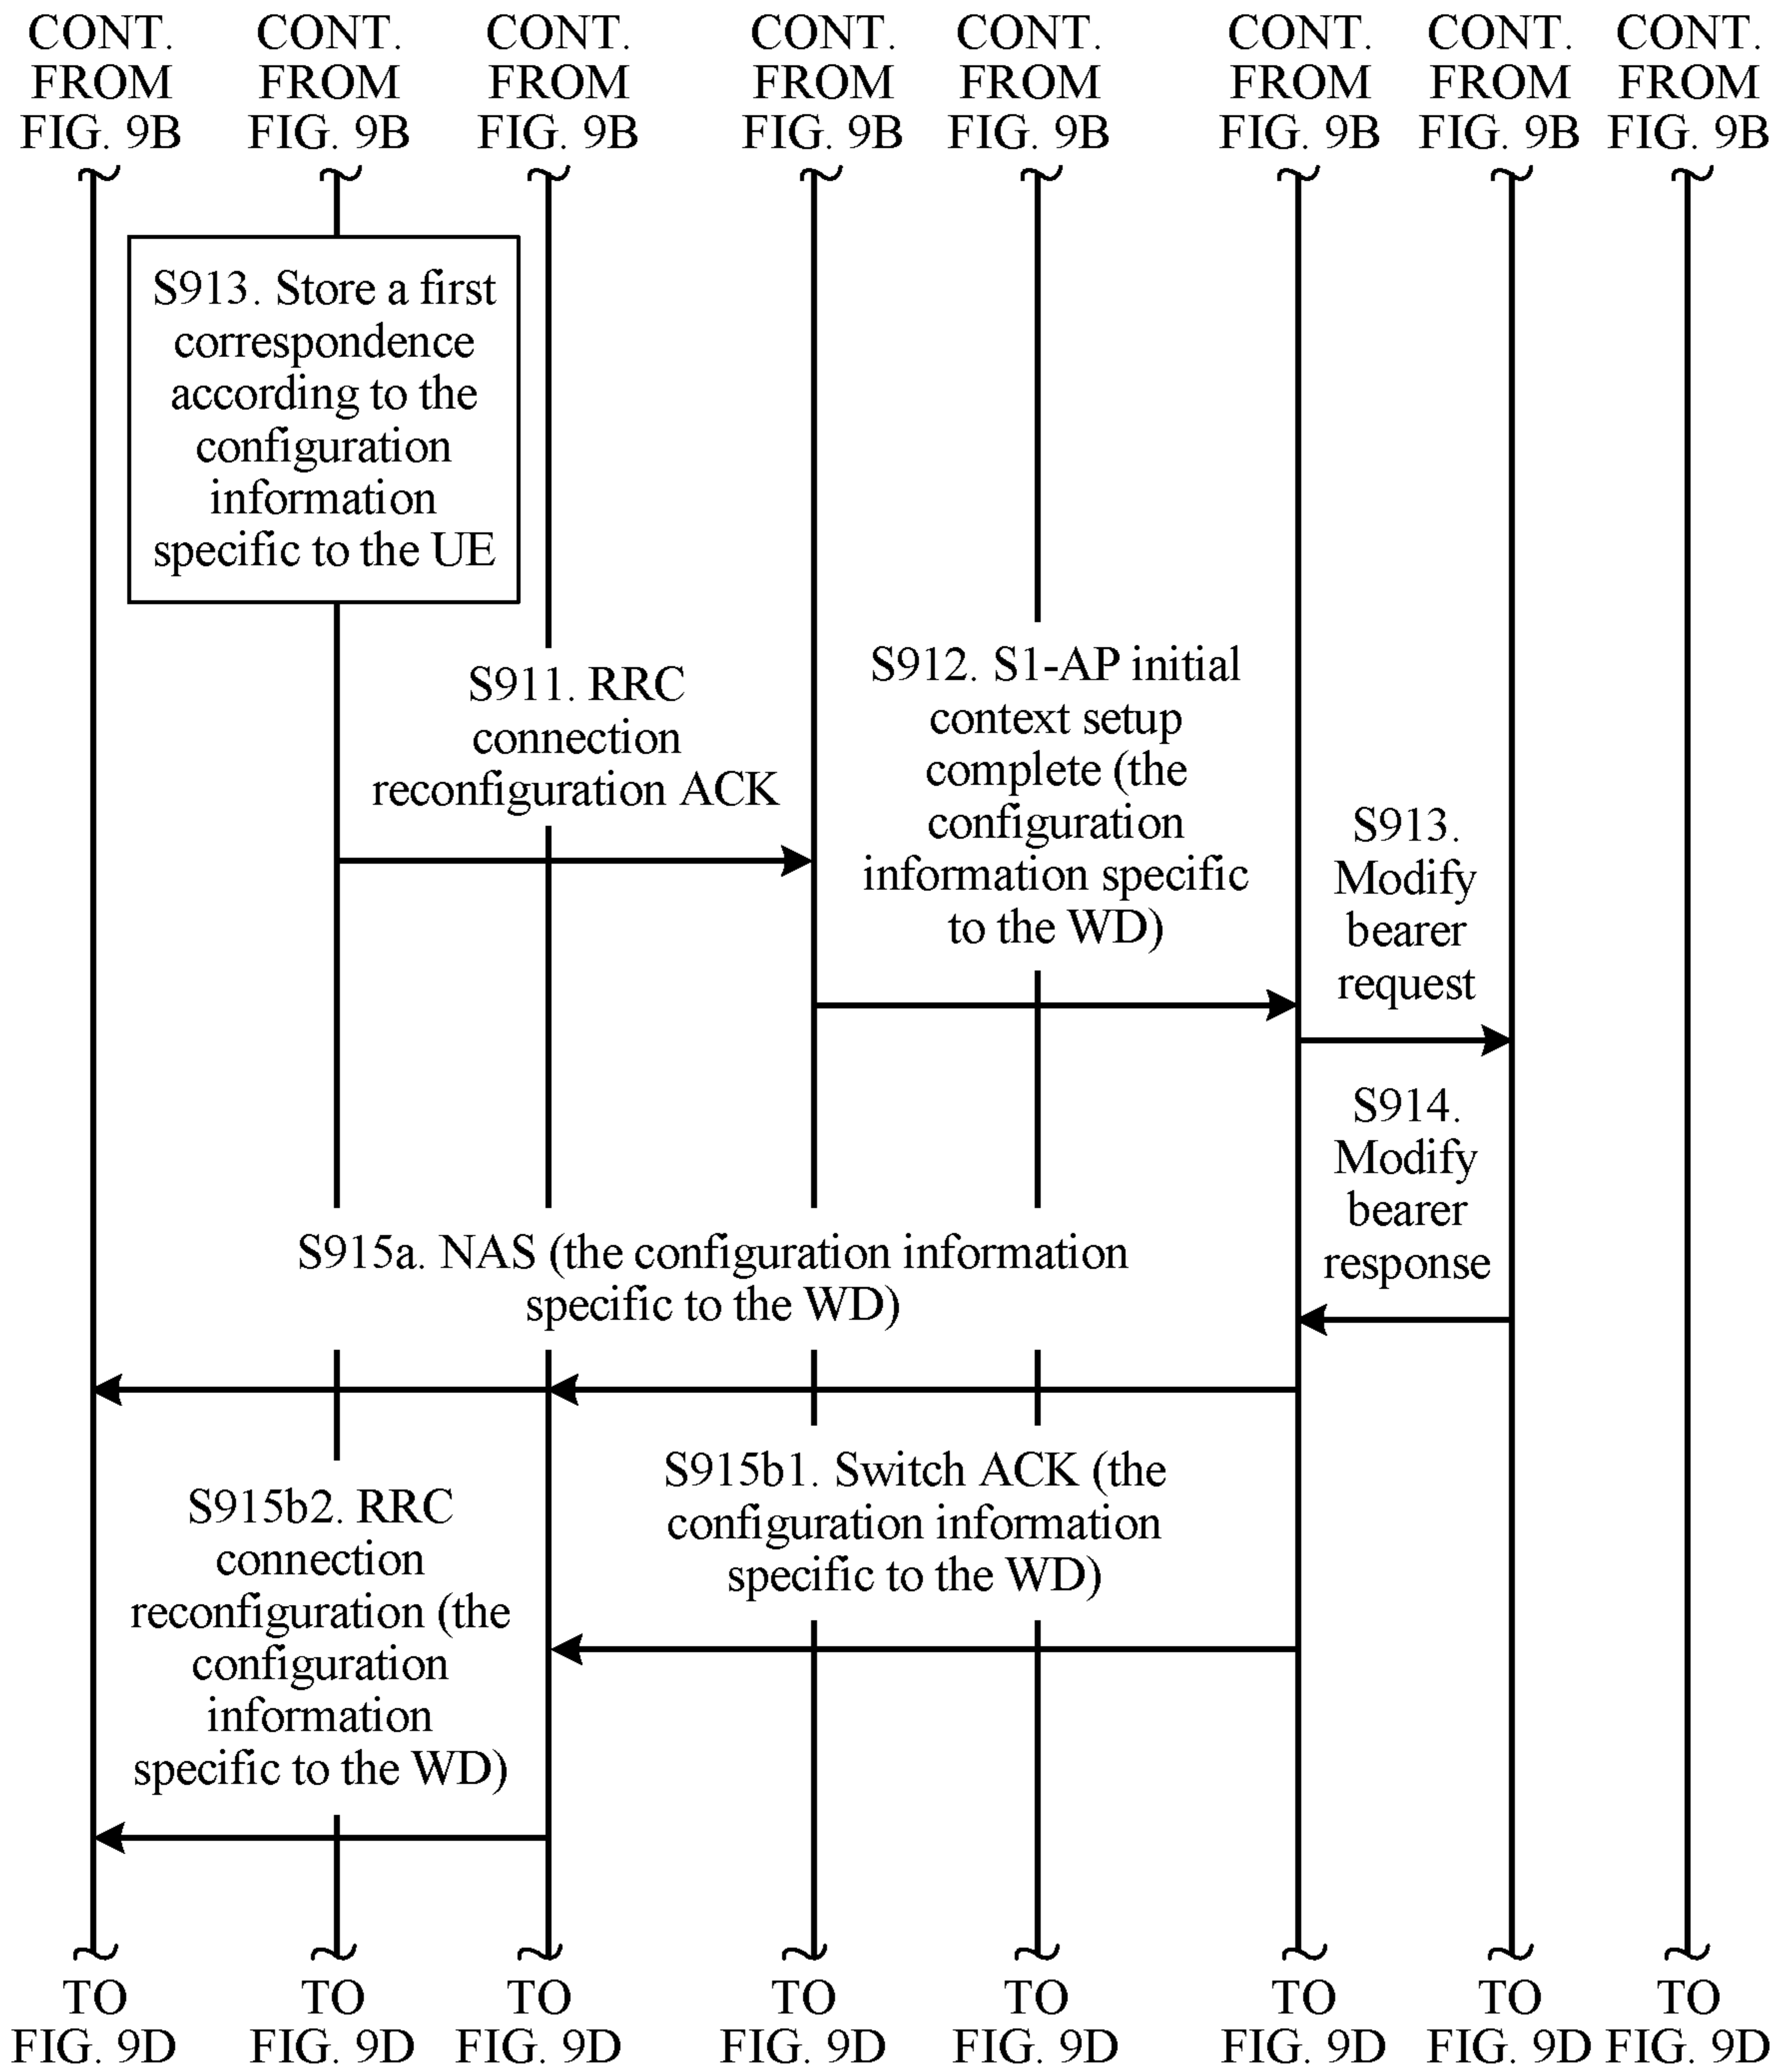 CONT.
FROM
FIG. 9B
CONT.
FROM
FIG. 9B
CONT.
FROM
FIG. 9B
CONT.
FROM
FIG. 9B
CONT.
FROM
FIG. 9B
CONT.
FROM
FIG. 9B
CONT.
FROM
FIG. 9B
CONT.
FROM
FIG. 9B
S913. Store a first
correspondence
according to the
configuration
information
specific to the UE
S911. RRC
connection
reconfiguration ACK
S912. S1-AP initial
context setup
complete (the
configuration
information specific
to the WD)
S913.
Modify
bearer
request
S914.
Modify
bearer
response
S915a. NAS (the configuration information
specific to the WD)
S915b1. Switch ACK (the
configuration information
specific to the WD)
S915b2. RRC
connection
reconfiguration (the
configuration
information
specific to the WD)
TO
FIG. 9D
TO
FIG. 9D
TO
FIG. 9D
TO
FIG. 9D
TO
FIG. 9D
TO
FIG. 9D
TO
FIG. 9D
TO
FIG. 9D